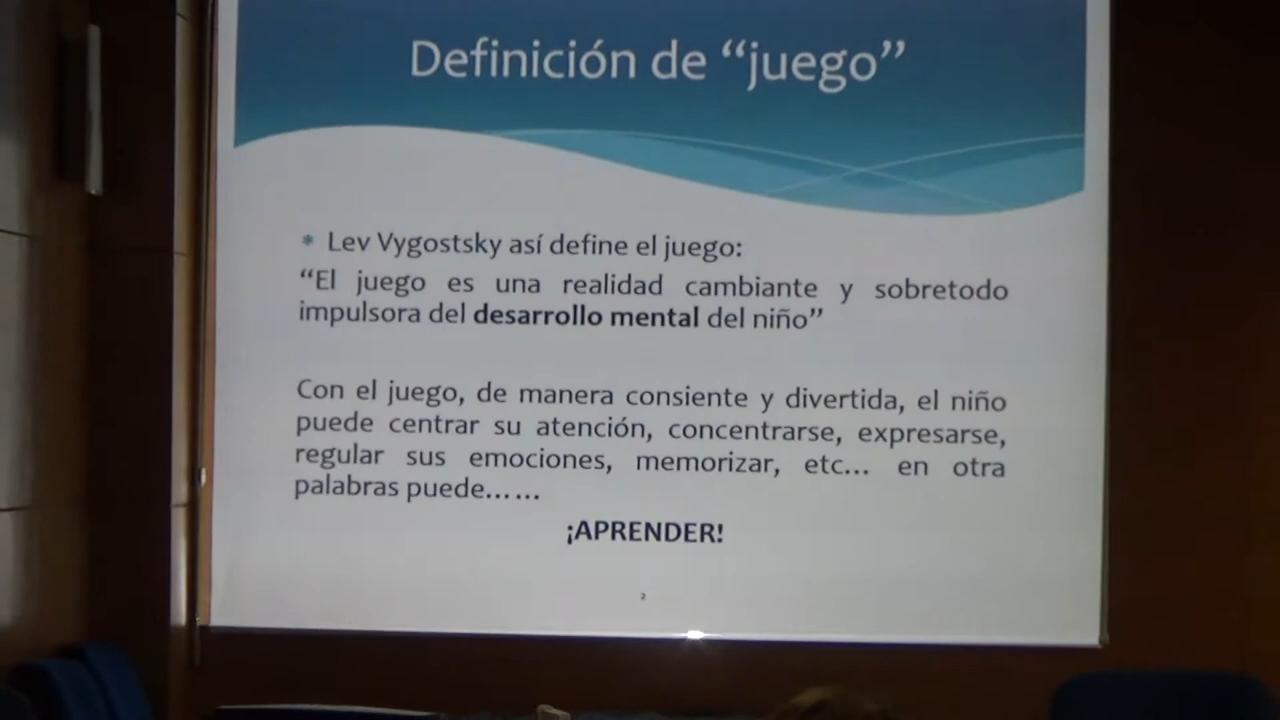 Definición de “juego”
* Lev Vygostsky así define el juego:
“El juego es una realidad cambiante y sobretodo
impulsora del desarrollo mental del niño”
Con el juego, de manera consiente y divertida, el niño
puede centrar su atención, concentrarse, expresarse,
regular sus emociones, memorizar, etc... en otra
palabras puede......
¡APRENDER!
2